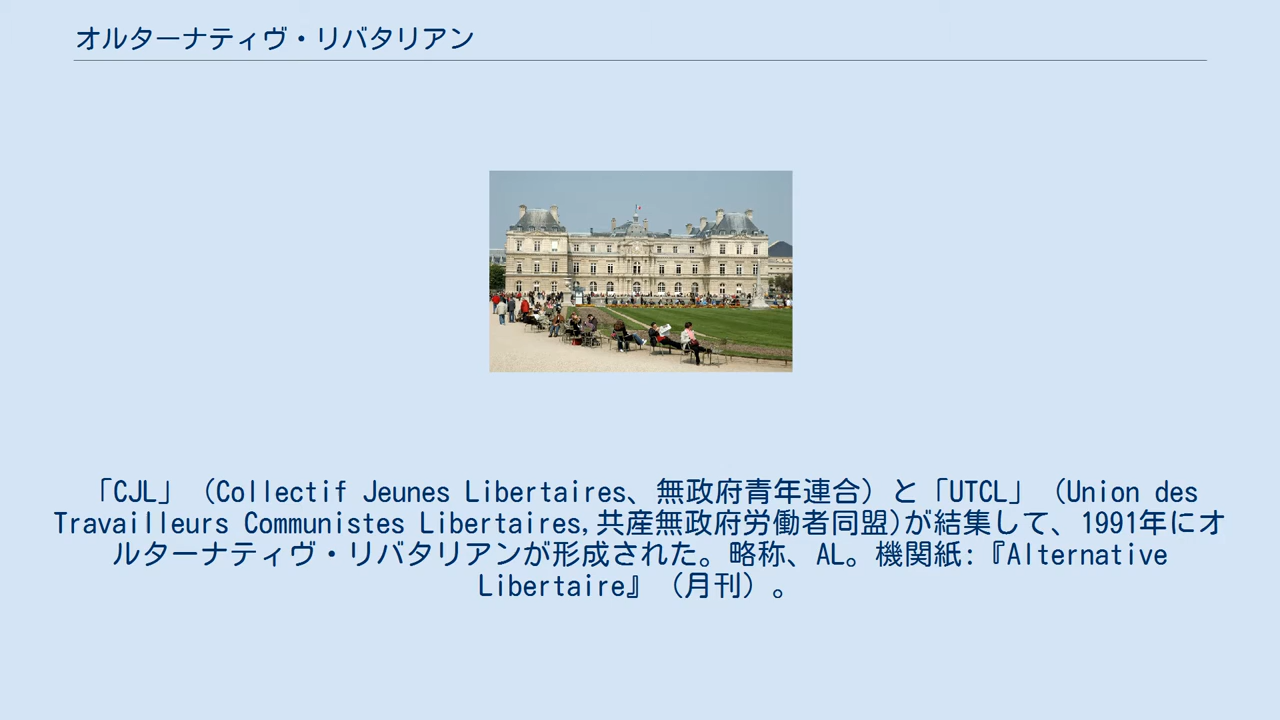 オルターナティヴ・リバタリアン
「CJL」（Collectif Jeunes Libertaires、無政府青年連合）と「UTCL」（Union des
Travailleurs Communistes Libertaires,共産無政府労働者同盟)が結集して、1991年にオ
ルターナティヴ・リバタリアンが形成された。略称、AL。機関紙:『Alternative
Libertaire』（月刊）。